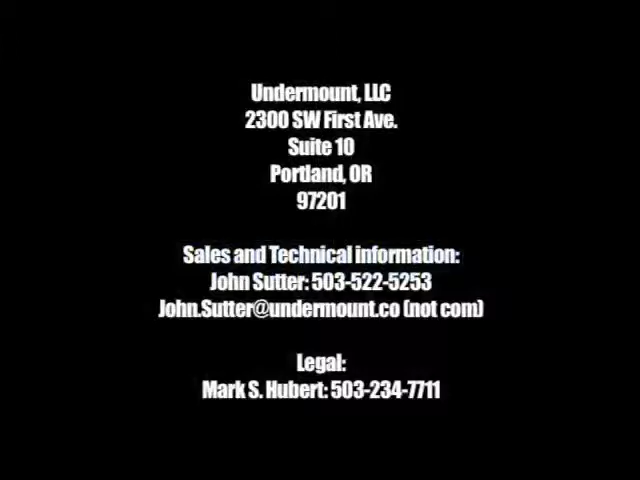 Undermount, LLC
2300 SW First Ave.
Suite 10
Portland, OR
97201
Sales and Technical information:
John Sutter: 503-522-5253
John.Sutter@undermount.co (not com)
Legal:
Mark S. Hubert: 503-234-7711